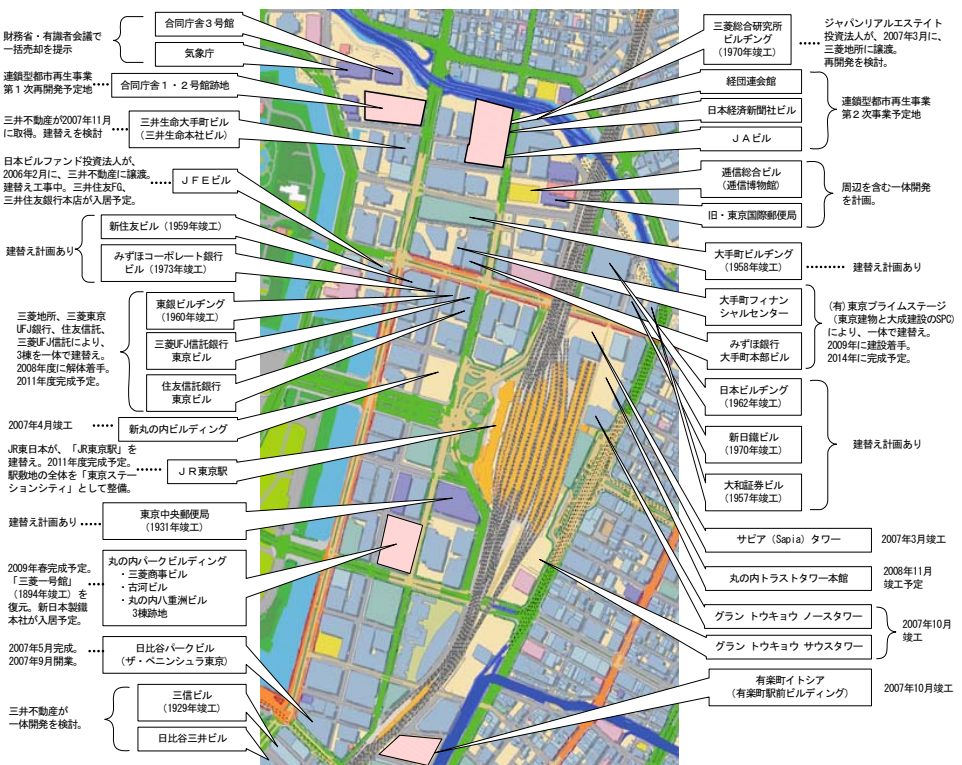 財務省・有識者会議で
一括売却を提示
合同庁舎３号館
気象庁
連鎖型都市再生事業
第１次再開発予定地
合同庁舎１・２号館跡地
三井不動産が2007年11月
に取得。建替えを検討
三井生命大手町ビル
（三井生命本社ビル）
日本ビルファンド投資法人が、
2006年2月に、三井不動産に譲渡。
建替え工事中。三井住友FG、
三井住友銀行本店が入居予定。
ＪＦＥビル
建替え計画あり
新住友ビル（1959年竣工）
みずほコーポレート銀行
ビル（1973年竣工）
三菱地所、三菱東京
UFJ銀行、住友信託、
三菱UFJ信託により、
3棟を一体で建替え。
2008年度に解体着手。
2011年度完成予定。
東銀ビルヂング
（1960年竣工）
三菱UFJ信託銀行
東京ビル
住友信託銀行
東京ビル
2007年4月竣工
新丸の内ビルディング
JR東日本が、「JR東京駅」を
建替え。2011年度完成予定。
駅敷地の全体を「東京ステー
ションシティ」として整備。
ＪＲ東京駅
建替え計画あり
東京中央郵便局
（1931年竣工）
2009年春完成予定。
「三菱一号館」
（1894年竣工）を
復元。新日本製鐵
本社が入居予定。
丸の内パークビルディング
・三菱商事ビル
・古河ビル
・丸の内八重洲ビル
3棟跡地
2007年5月完成。
2007年9月開業。
日比谷パークビル
（ザ・ペニンシュラ東京）
三井不動産が
一体開発を検討。
三信ビル
（1929年竣工）
日比谷三井ビル
三菱総合研究所
ビルヂング
（1970年竣工）
ジャパンリアルエステイト
投資法人が、2007年3月に、
三菱地所に譲渡。
再開発を検討。
経団連会館
日本経済新聞社ビル
ＪＡビル
連鎖型都市再生事業
第２次事業予定地
逓信総合ビル
（逓信博物館）
旧・東京国際郵便局
周辺を含む一体開発
を計画。
大手町ビルヂング
（1958年竣工）
建替え計画あり
大手町フィナン
シャルセンター
みずほ銀行
大手町本部ビル
（有）東京プライムステージ
（東京建物と大成建設のSPC）
により、一体で建替え。
2009年に建設着手。
2014年に完成予定。
日本ビルヂング
（1962年竣工）
新日鐵ビル
（1970年竣工）
大和証券ビル
（1957年竣工）
建替え計画あり
サピア（Sapia）タワー
2007年3月竣工
丸の内トラストタワー本館
2008年11月
竣工予定
グラン トウキョウ ノースタワー
グラン トウキョウ サウスタワー
2007年10月
竣工
有楽町イトシア
（有楽町駅前ビルディング）
2007年10月竣工